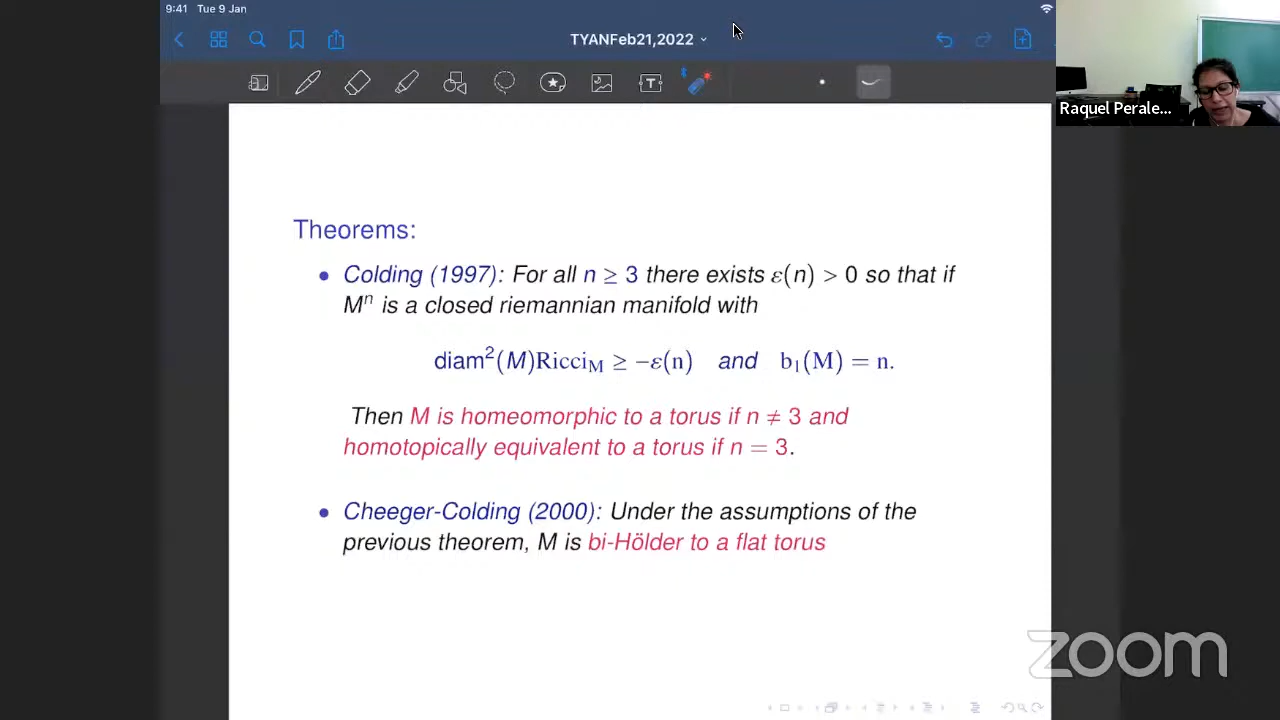 9:41 Tue 9 Jan
TYANFeb21,2022
T
Raquel Perale...
Theorems:
• Colding (1997): For all n ≥ 3 there exists ε(n) > 0 so that if
Mⁿ is a closed riemannian manifold with
diam²(M)Ricci_M ≥ −ε(n) and b₁(M) = n.
Then M is homeomorphic to a torus if n ≠ 3 and
homotopically equivalent to a torus if n = 3.
• Cheeger-Colding (2000): Under the assumptions of the
previous theorem, M is bi-Hölder to a flat torus
zoom